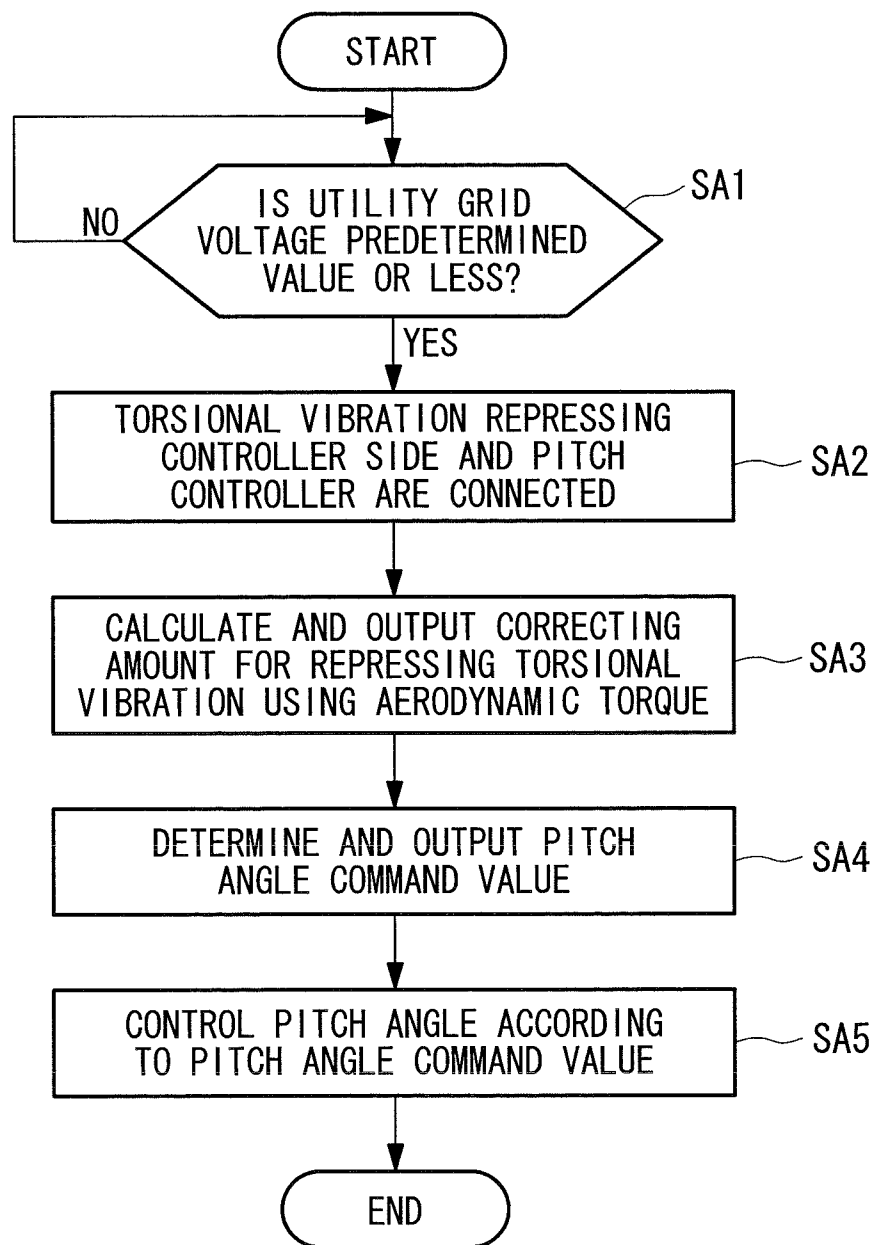 START
IS UTILITY GRID
VOLTAGE PREDETERMINED
VALUE OR LESS?
SA1
NO
YES
TORSIONAL VIBRATION REPRESSING
CONTROLLER SIDE AND PITCH
CONTROLLER ARE CONNECTED
SA2
CALCULATE AND OUTPUT CORRECTING
AMOUNT FOR REPRESSING TORSIONAL
VIBRATION USING AERODYNAMIC TORQUE
SA3
DETERMINE AND OUTPUT PITCH
ANGLE COMMAND VALUE
SA4
CONTROL PITCH ANGLE ACCORDING
TO PITCH ANGLE COMMAND VALUE
SA5
END